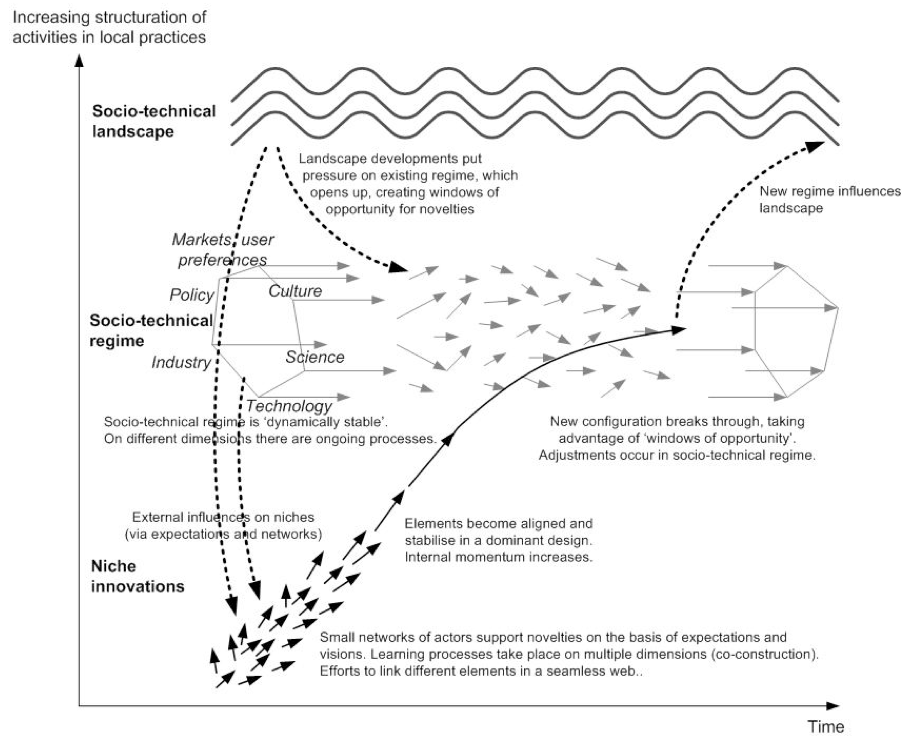 Increasing structuration of
activities in local practices
Socio-technical
landscape
Landscape developments put
pressure on existing regime, which
opens up, creating windows of
opportunity for novelties
New regime influences
landscape
Markets, user
preferences
Policy
Culture
Socio-technical
regime
Industry
Science
Technology
Socio-technical regime is ‘dynamically stable’.
On different dimensions there are ongoing processes.
New configuration breaks through, taking
advantage of ‘windows of opportunity’.
Adjustments occur in socio-technical regime.
External influences on niches
(via expectations and networks)
Elements become aligned and
stabilise in a dominant design.
Internal momentum increases.
Niche
innovations
Small networks of actors support novelties on the basis of expectations and
visions. Learning processes take place on multiple dimensions (co-construction).
Efforts to link different elements in a seamless web..
Time